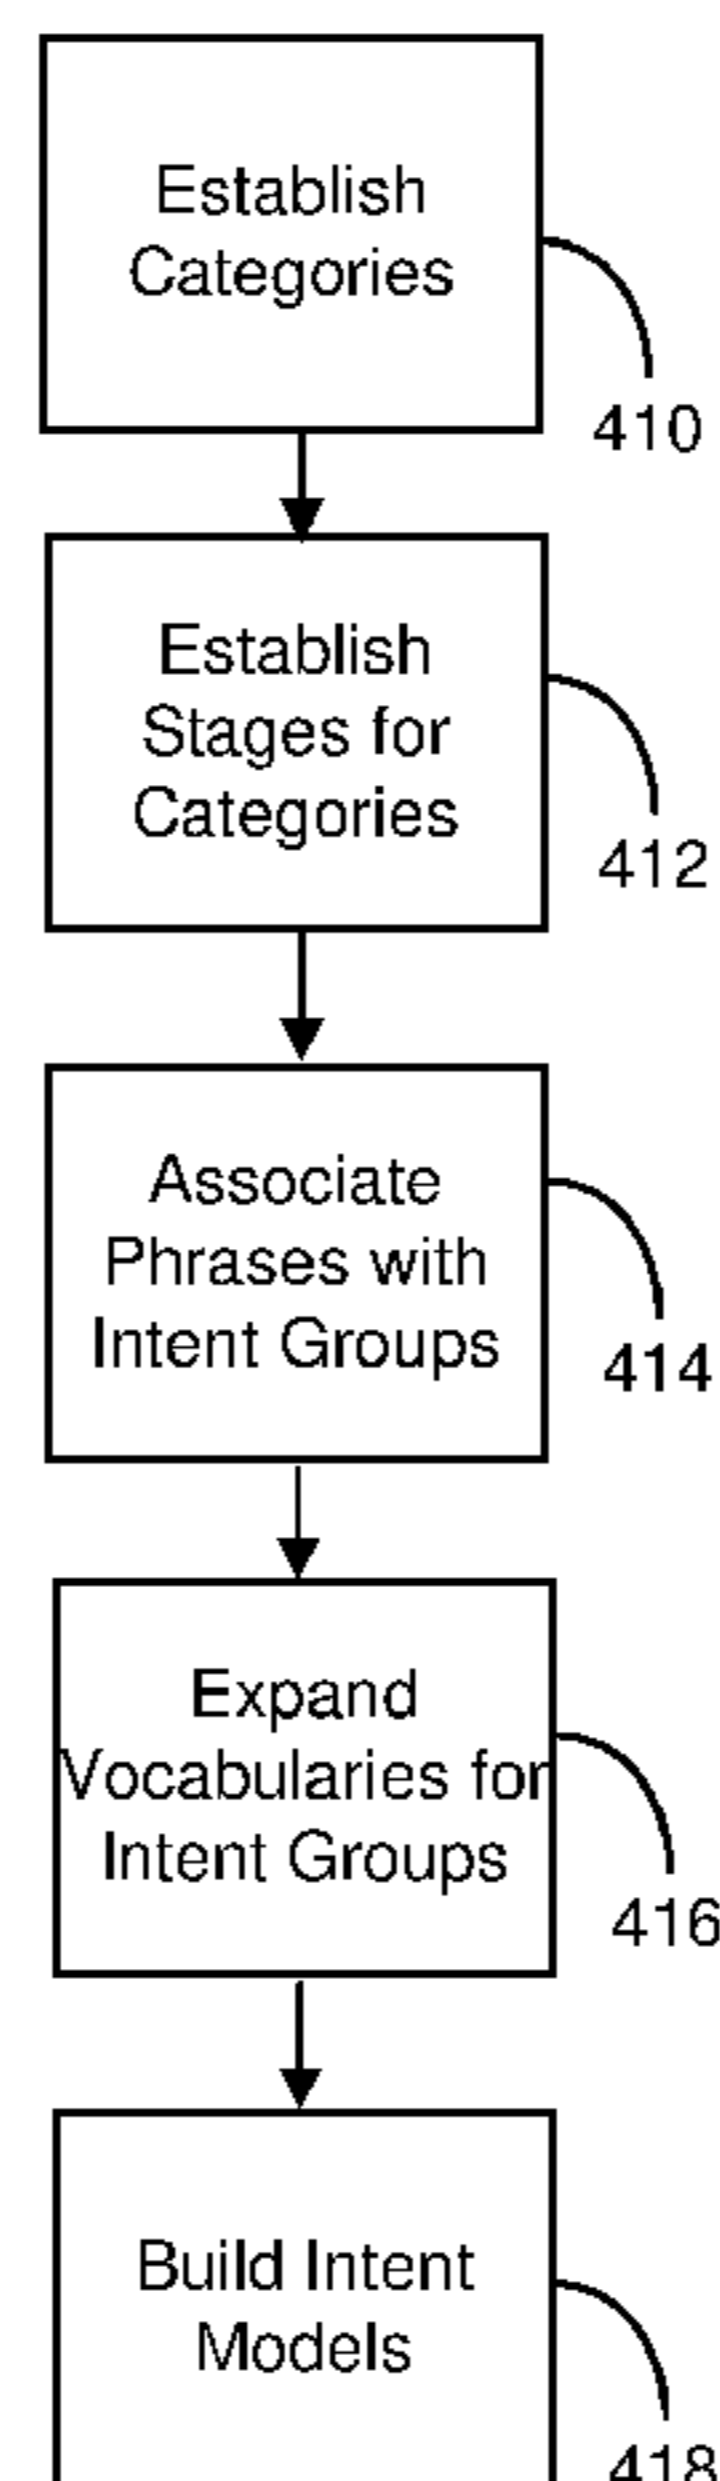 Establish
Categories
410
Establish
Stages for
Categories
412
Associate
Phrases with
Intent Groups
414
Expand
Vocabularies for
Intent Groups
416
Build Intent
Models
418